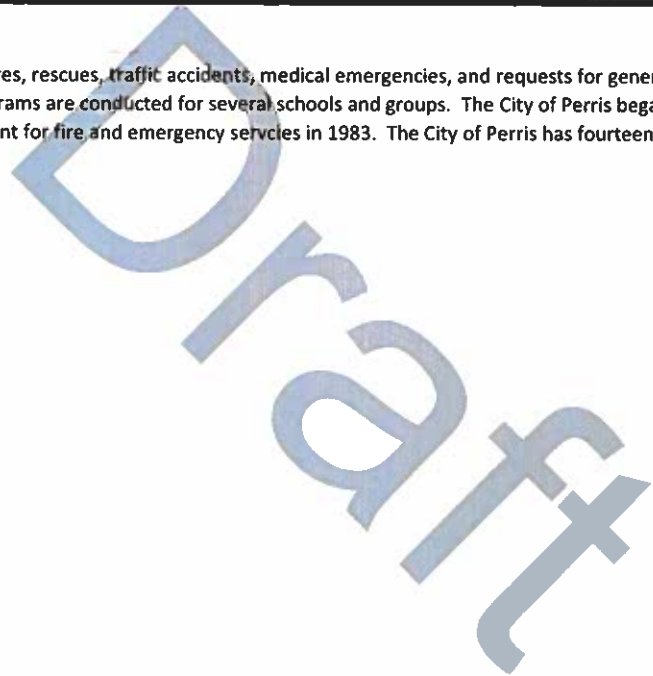 res, rescues, traffic accidents, medical emergencies, and requests for gener
rams are conducted for several schools and groups. The City of Perris bega
nt for fire and emergency servcies in 1983. The City of Perris has fourteen
Draft